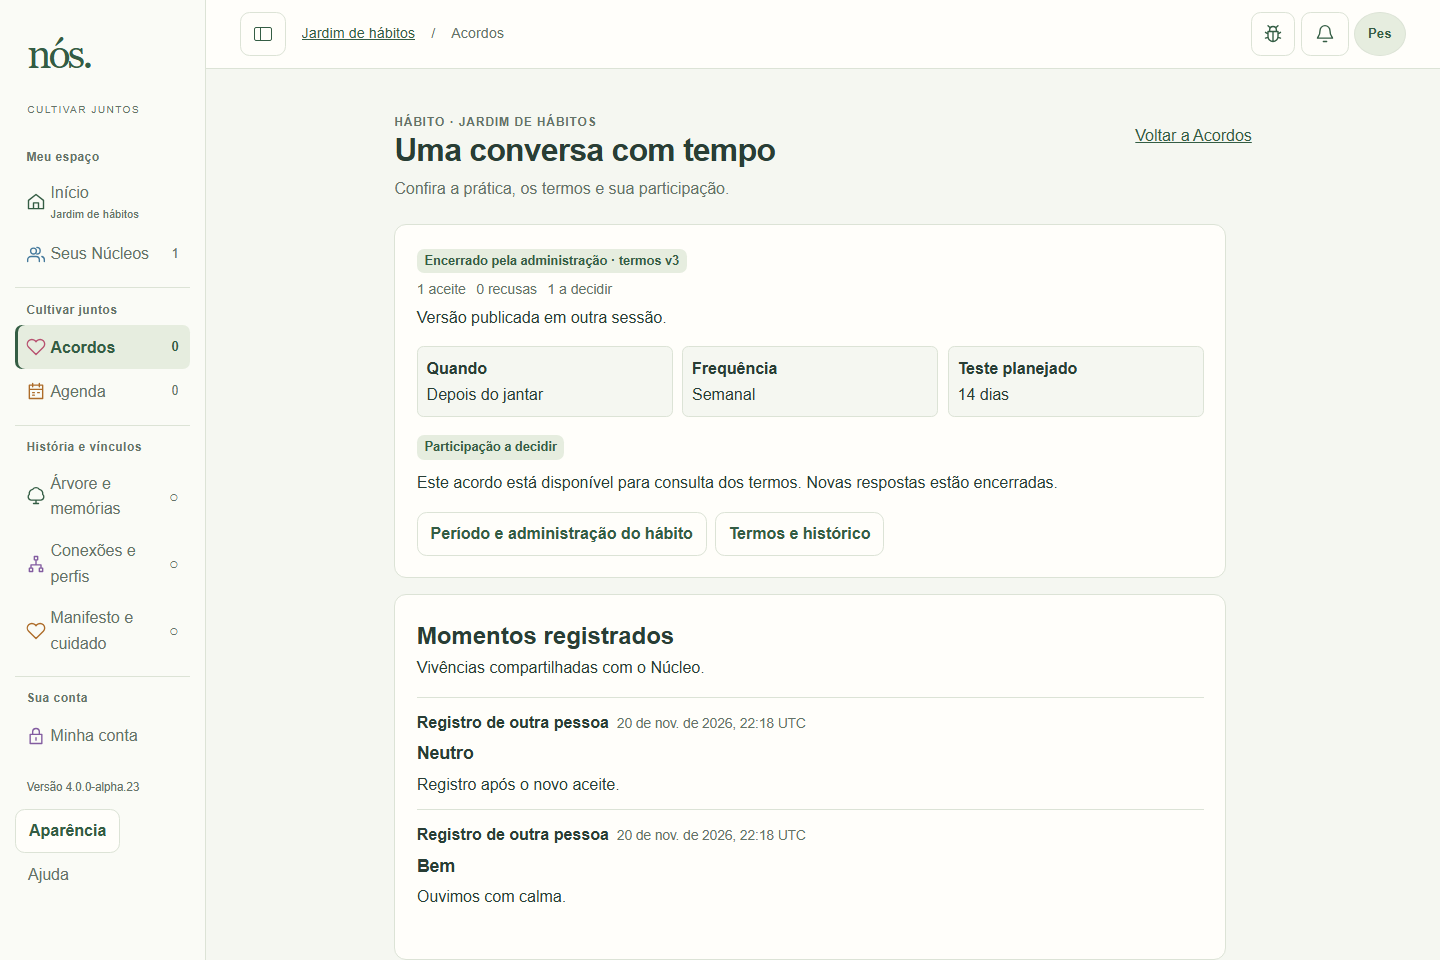 nós.
CULTIVAR JUNTOS
Meu espaço
Início
Jardim de hábitos
Seus Núcleos 1
Cultivar juntos
Acordos 0
Agenda 0
História e vínculos
Árvore e
memórias
Conexões e
perfis
Manifesto e
cuidado
Sua conta
Minha conta
Versão 4.0.0-alpha.23
Aparência
Ajuda
Jardim de hábitos / Acordos
Pes
HÁBITO · JARDIM DE HÁBITOS
Uma conversa com tempo
Confira a prática, os termos e sua participação.
Voltar a Acordos
Encerrado pela administração · termos v3
1 aceite 0 recusas 1 a decidir
Versão publicada em outra sessão.
Quando
Depois do jantar
Frequência
Semanal
Teste planejado
14 dias
Participação a decidir
Este acordo está disponível para consulta dos termos. Novas respostas estão encerradas.
Período e administração do hábito
Termos e histórico
Momentos registrados
Vivências compartilhadas com o Núcleo.
Registro de outra pessoa 20 de nov. de 2026, 22:18 UTC
Neutro
Registro após o novo aceite.
Registro de outra pessoa 20 de nov. de 2026, 22:18 UTC
Bem
Ouvimos com calma.